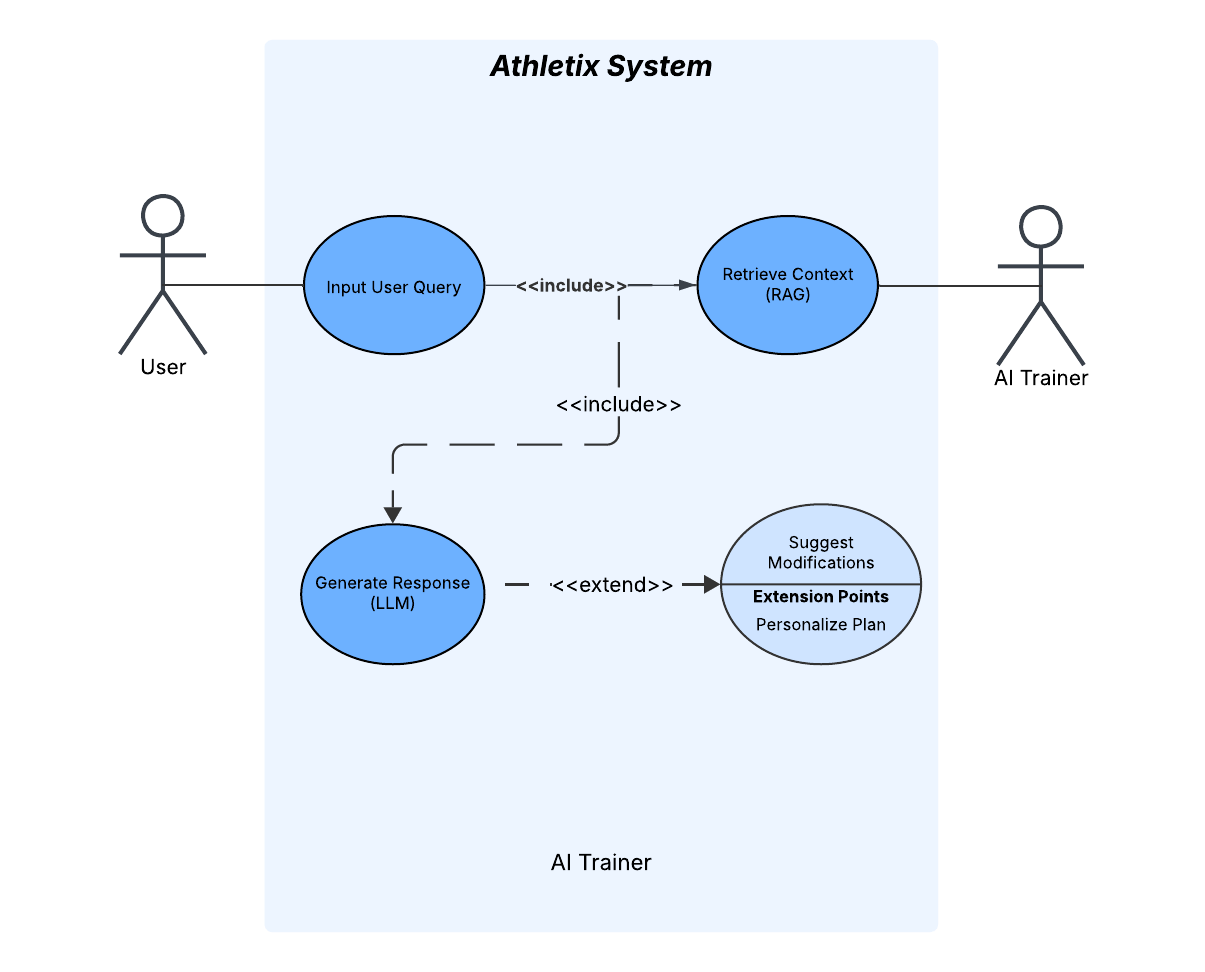 Athletix System
User
Input User Query
<<include>>
Retrieve Context
(RAG)
AI Trainer
<<include>>
Generate Response
(LLM)
<<extend>>
Suggest
Modifications
Extension Points
Personalize Plan
AI Trainer